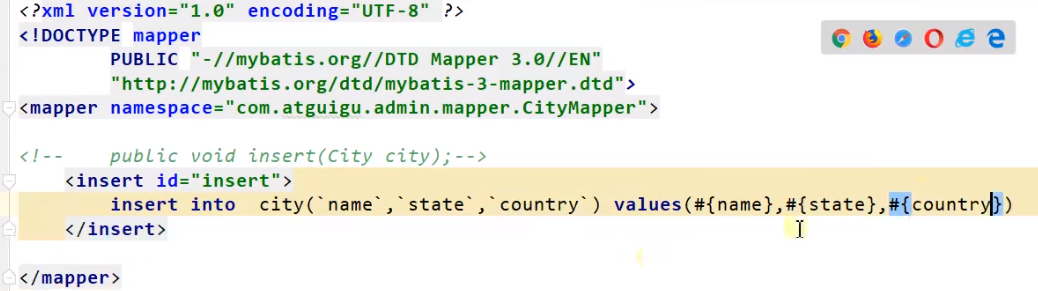 <?xml version="1.0" encoding="UTF-8" ?>
<!DOCTYPE mapper
        PUBLIC "-//mybatis.org//DTD Mapper 3.0//EN"
        "http://mybatis.org/dtd/mybatis-3-mapper.dtd">
<mapper namespace="com.atguigu.admin.mapper.CityMapper">
<!--    public void insert(City city);-->
    <insert id="insert">
        insert into  city(`name`,`state`,`country`) values(#{name},#{state},#{country})
    </insert>
</mapper>